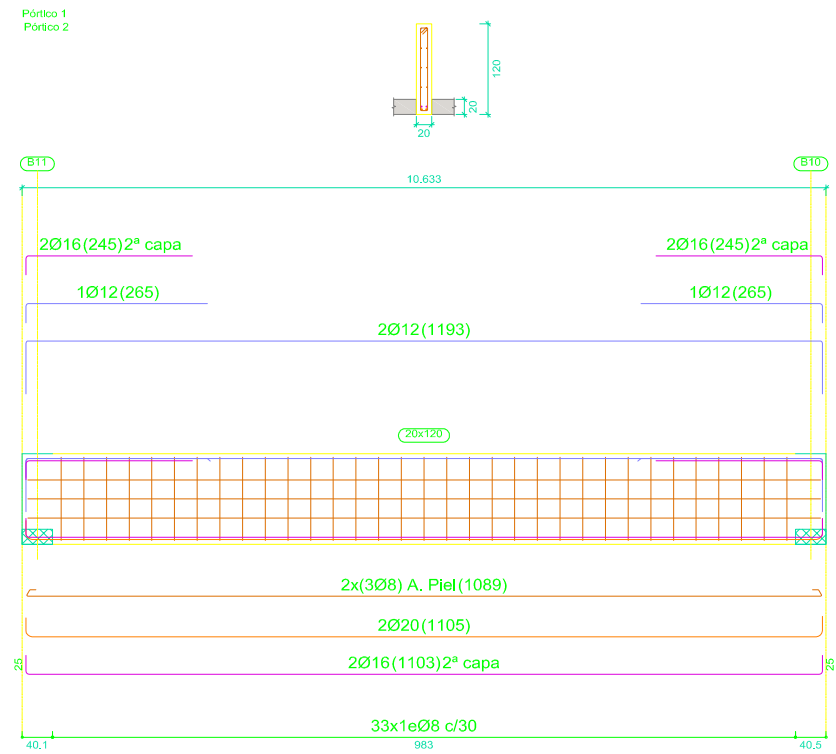 Pórtico 1
Pórtico 2
120
20
20
B11
B10
10.633
2Ø16(245)2ª capa
2Ø16(245)2ª capa
1Ø12(265)
1Ø12(265)
2Ø12(1193)
20x120
2x(3Ø8) A. Piel(1089)
2Ø20(1105)
25
2Ø16(1103)2ª capa
25
33x1eØ8 c/30
40.1
983
40.5